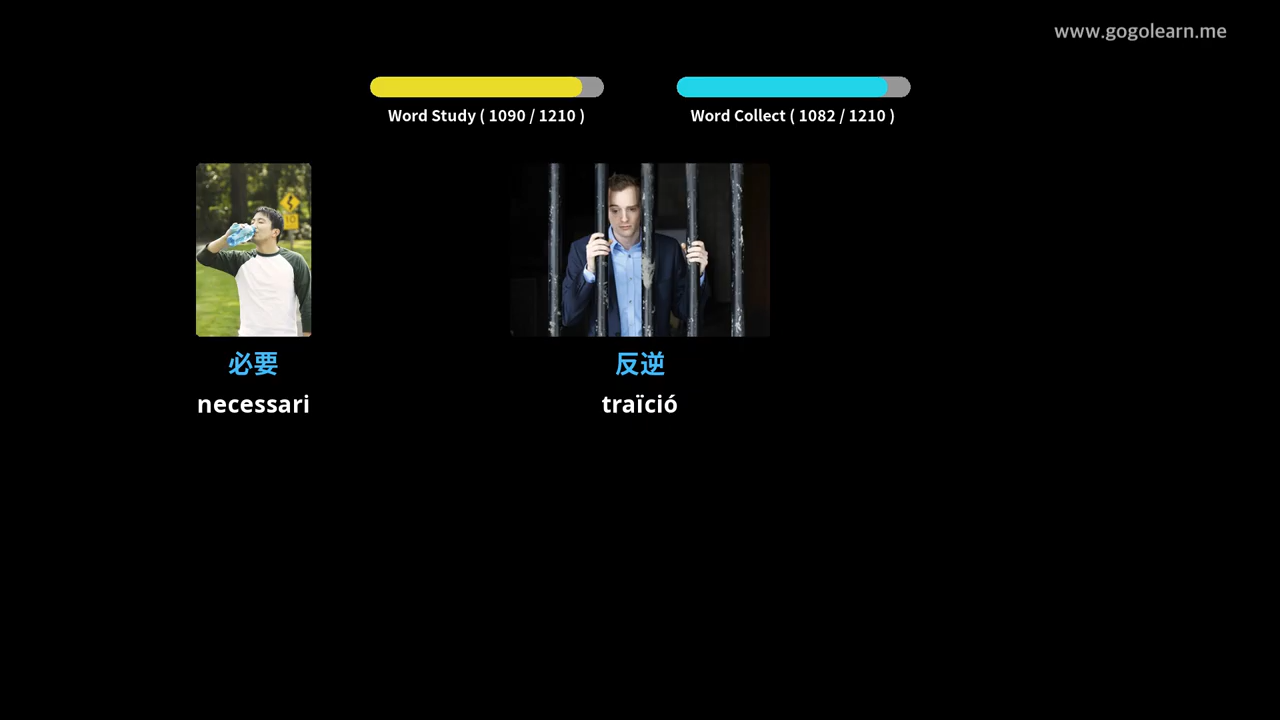 www.gogolearn.me
Word Study ( 1090 / 1210 )
Word Collect ( 1082 / 1210 )
必要
necessari
反逆
traïció